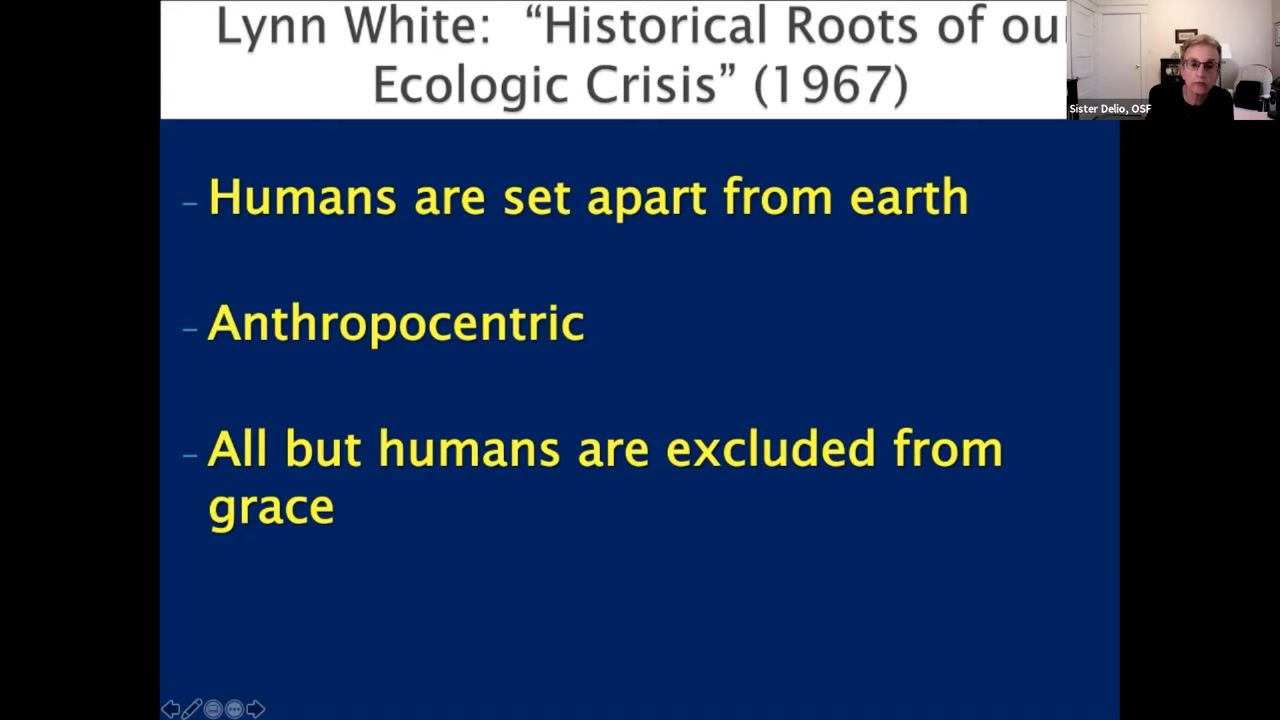 Lynn White: “Historical Roots of ou
Ecologic Crisis” (1967)
Sister Delio, OSF
– Humans are set apart from earth
– Anthropocentric
– All but humans are excluded from
grace